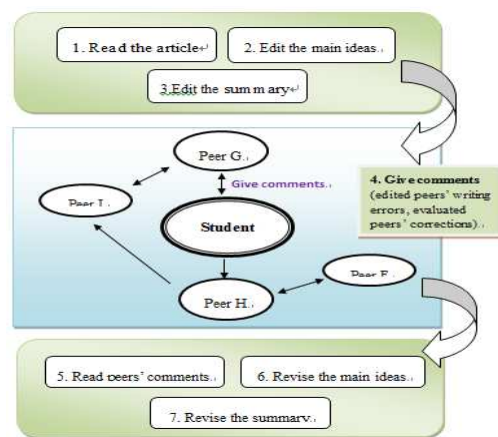 1. Read the article↵
2. Edit the main ideas.
3.Edit the summary↵
Peer G.
Peer I.
Give comments.
4. Give comments
(edited peers' writing
errors, evaluated
peers' corrections).
Student
Peer F.
Peer H.
5. Read peers' comments.
6. Revise the main ideas.
7. Revise the summary.